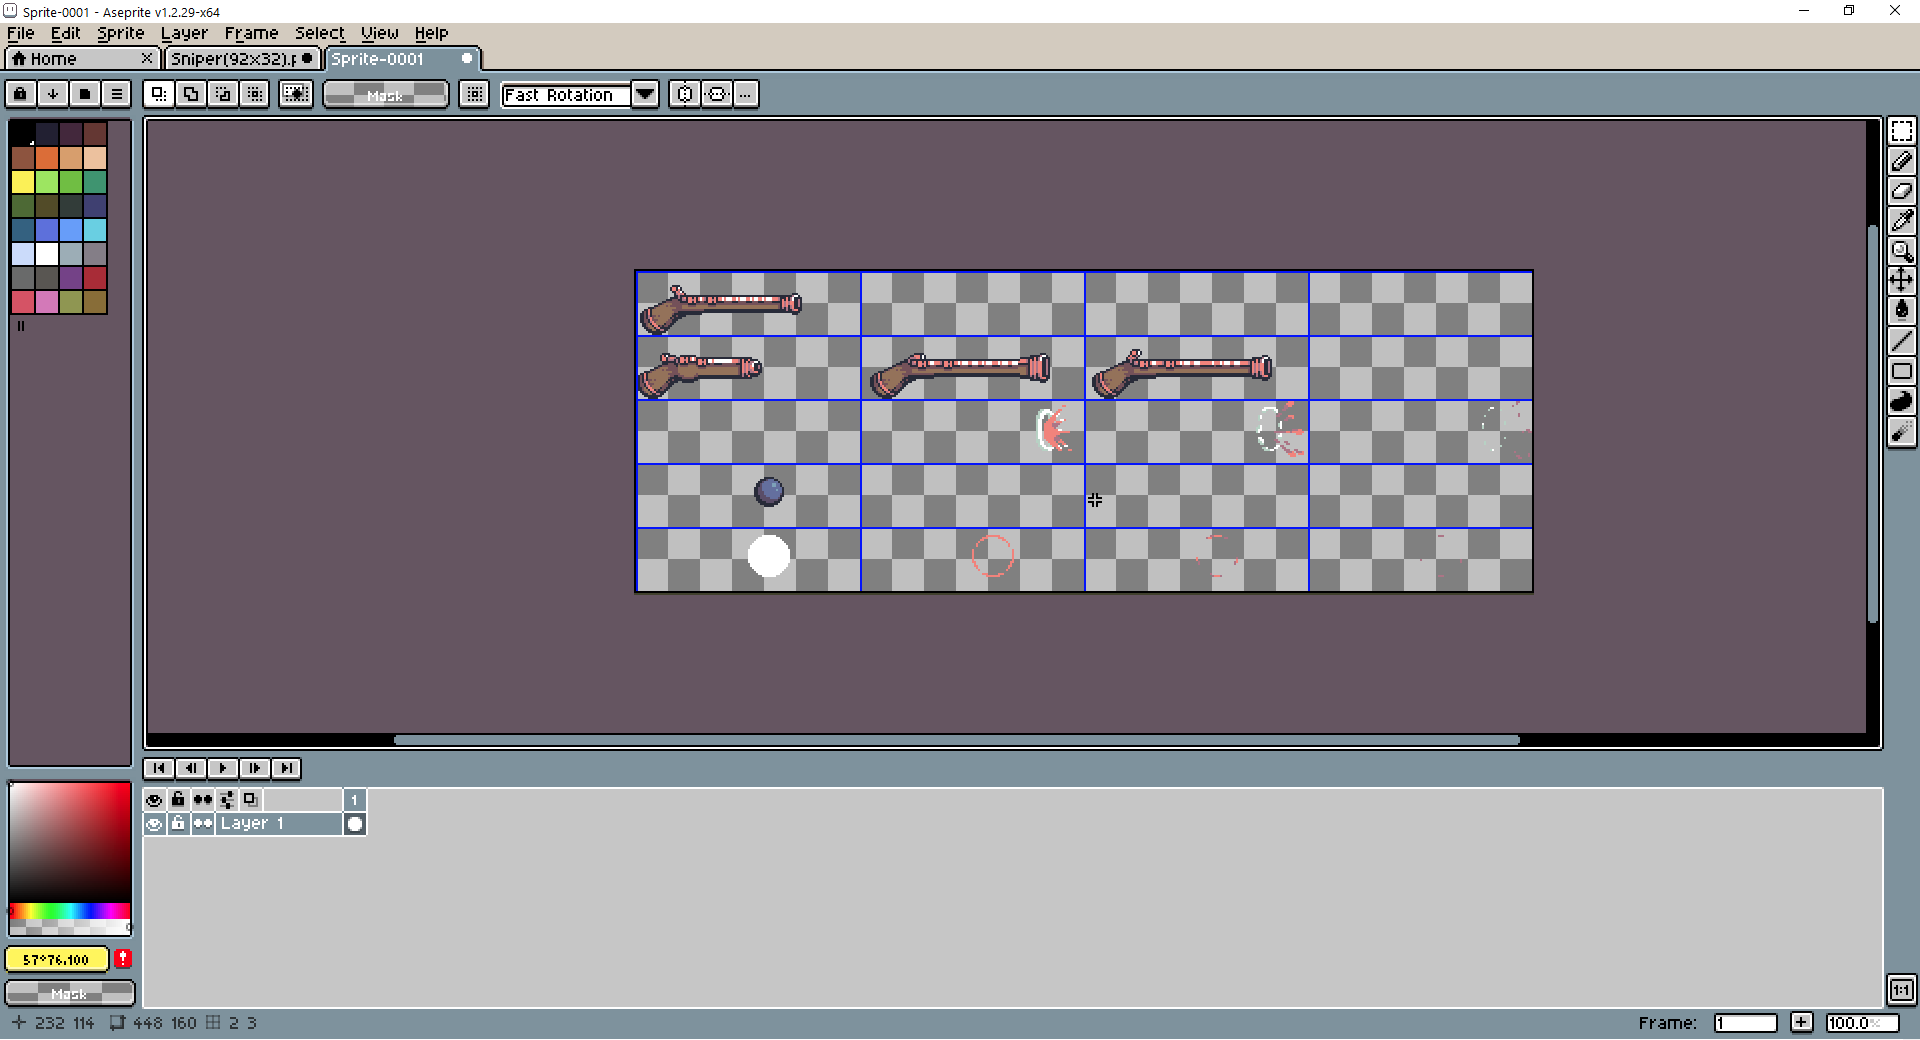 Sprite-0001 - Aseprite v1.2.29-x64
File Edit Sprite Layer Frame Select View Help
Home Sniper(92x32).p Sprite-0001
Mask Fast Rotation ...
1
Layer 1
57°76.100
Mask
232 114 448 160 2 3 Frame: 1 + 100.0
1:1